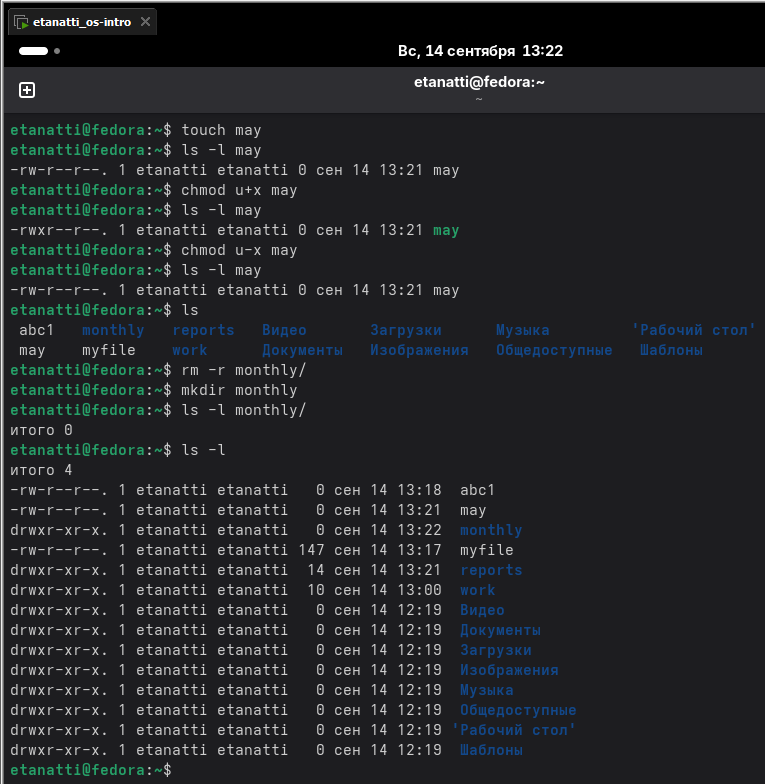 etanatti_os-intro
Вс, 14 сентября 13:22
etanatti@fedora:~
~
etanatti@fedora:~$ touch may
etanatti@fedora:~$ ls -l may
-rw-r--r--. 1 etanatti etanatti 0 сен 14 13:21 may
etanatti@fedora:~$ chmod u+x may
etanatti@fedora:~$ ls -l may
-rwxr--r--. 1 etanatti etanatti 0 сен 14 13:21 may
etanatti@fedora:~$ chmod u-x may
etanatti@fedora:~$ ls -l may
-rw-r--r--. 1 etanatti etanatti 0 сен 14 13:21 may
etanatti@fedora:~$ ls
abc1 monthly reports Видео Загрузки Музыка 'Рабочий стол'
may myfile work Документы Изображения Общедоступные Шаблоны
etanatti@fedora:~$ rm -r monthly/
etanatti@fedora:~$ mkdir monthly
etanatti@fedora:~$ ls -l monthly/
итого 0
etanatti@fedora:~$ ls -l
итого 4
-rw-r--r--. 1 etanatti etanatti 0 сен 14 13:18 abc1
-rw-r--r--. 1 etanatti etanatti 0 сен 14 13:21 may
drwxr-xr-x. 1 etanatti etanatti 0 сен 14 13:22 monthly
-rw-r--r--. 1 etanatti etanatti 147 сен 14 13:17 myfile
drwxr-xr-x. 1 etanatti etanatti 14 сен 14 13:21 reports
drwxr-xr-x. 1 etanatti etanatti 10 сен 14 13:00 work
drwxr-xr-x. 1 etanatti etanatti 0 сен 14 12:19 Видео
drwxr-xr-x. 1 etanatti etanatti 0 сен 14 12:19 Документы
drwxr-xr-x. 1 etanatti etanatti 0 сен 14 12:19 Загрузки
drwxr-xr-x. 1 etanatti etanatti 0 сен 14 12:19 Изображения
drwxr-xr-x. 1 etanatti etanatti 0 сен 14 12:19 Музыка
drwxr-xr-x. 1 etanatti etanatti 0 сен 14 12:19 Общедоступные
drwxr-xr-x. 1 etanatti etanatti 0 сен 14 12:19 'Рабочий стол'
drwxr-xr-x. 1 etanatti etanatti 0 сен 14 12:19 Шаблоны
etanatti@fedora:~$